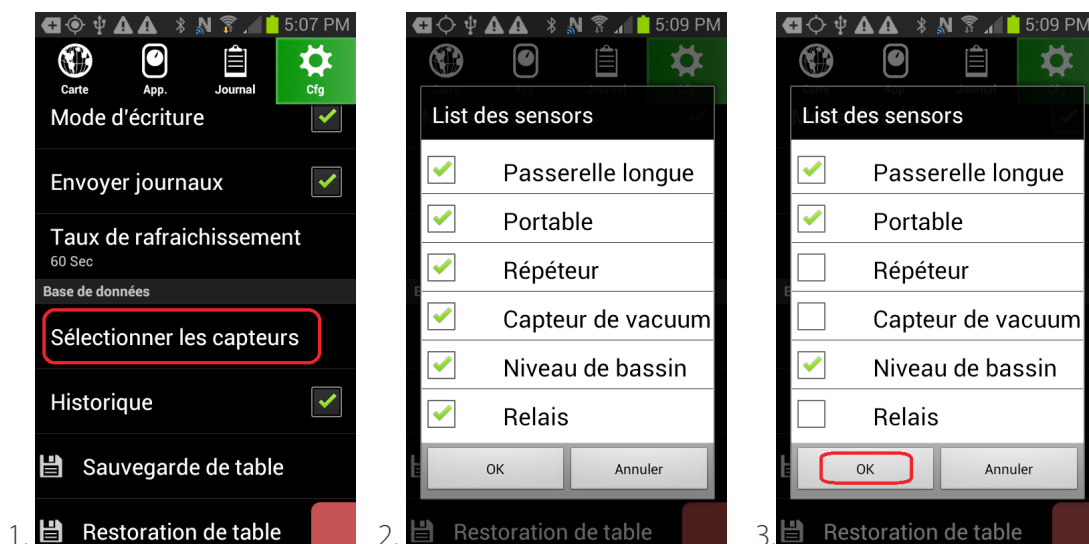 5:07 PM
Carte App. Journal Cfg
Mode d'écriture
Envoyer journaux
Taux de rafraichissement
60 Sec
Base de données
Sélectionner les capteurs
Historique
Sauvegarde de table
Restoration de table
1.
5:09 PM
List des sensors
Passerelle longue
Portable
Répéteur
Capteur de vacuum
Niveau de bassin
Relais
OK Annuler
Restoration de table
2.
5:09 PM
List des sensors
Passerelle longue
Portable
Répéteur
Capteur de vacuum
Niveau de bassin
Relais
OK Annuler
Restoration de table
3.